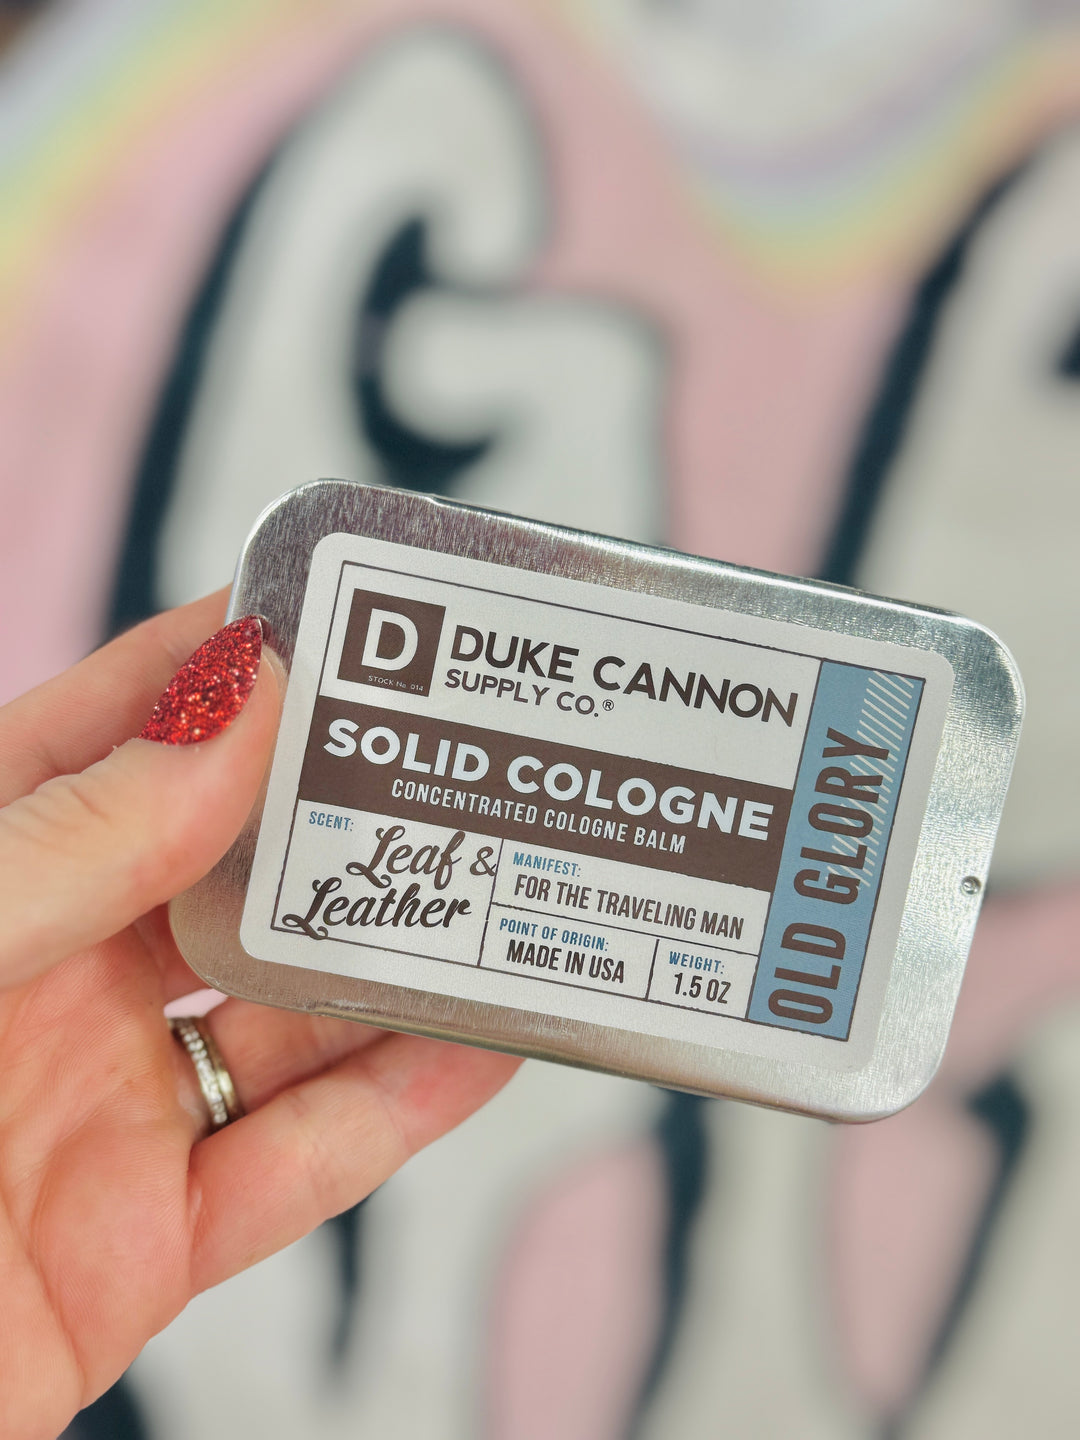 D
STOCK No. 014
DUKE CANNON
SUPPLY CO.®
SOLID COLOGNE
CONCENTRATED COLOGNE BALM
SCENT:
Leaf &
Leather
MANIFEST:
FOR THE TRAVELING MAN
POINT OF ORIGIN:
MADE IN USA
WEIGHT:
1.5 OZ
OLD GLORY